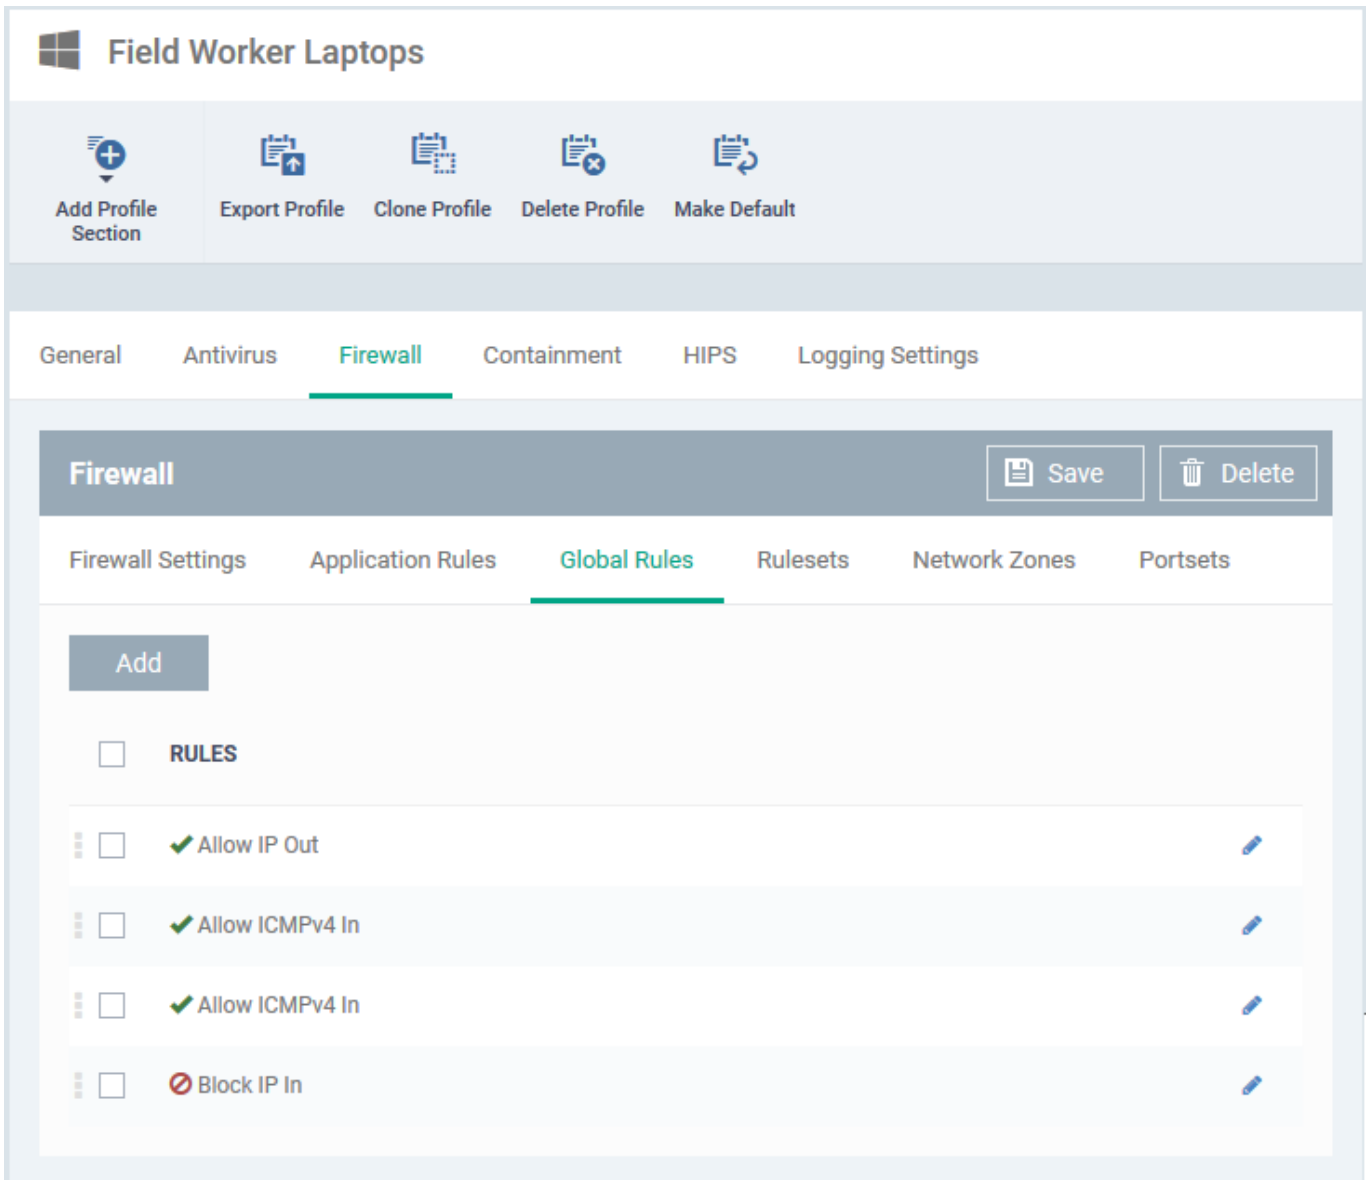 Field Worker Laptops
Add Profile
Section
Export Profile
Clone Profile
Delete Profile
Make Default
General
Antivirus
Firewall
Containment
HIPS
Logging Settings
Firewall
Save
Delete
Firewall Settings
Application Rules
Global Rules
Rulesets
Network Zones
Portsets
Add
RULES
Allow IP Out
Allow ICMPv4 In
Allow ICMPv4 In
Block IP In